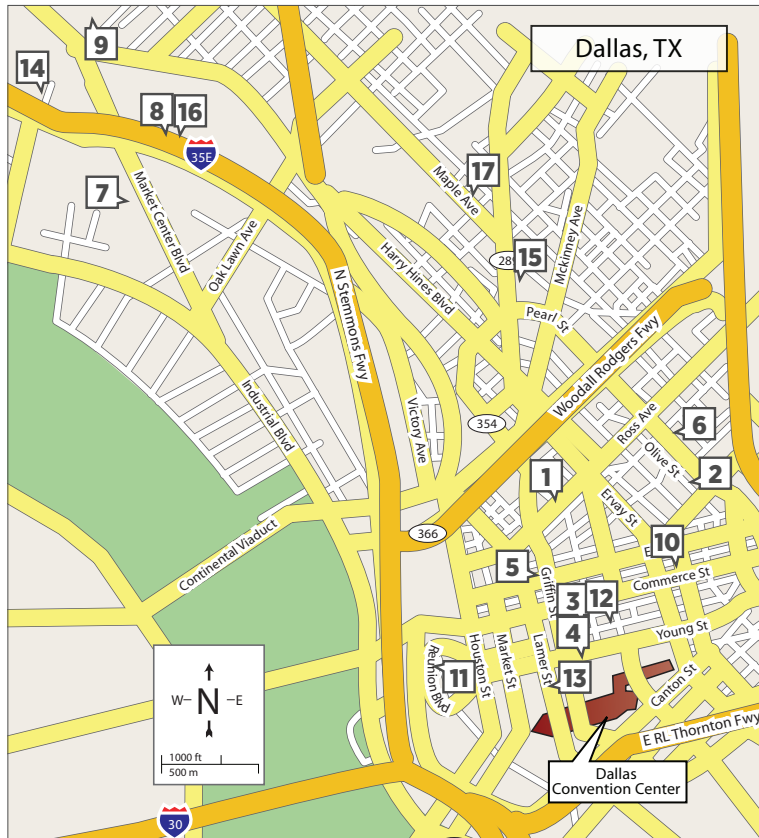 Dallas, TX
9
14
8
16
35E
17
7
Market Center Blvd
Oak Lawn Ave
Maple Ave
Mckinney Ave
Harry Hines Blvd
289
15
N Stemmons Fwy
Pearl St
Woodall Rodgers Fwy
Industrial Blvd
Victory Ave
354
Ross Ave
6
Olive St
2
1
Ervay St
366
Continental Viaduct
10
E
5
Griffin St
Commerce St
3
12
4
Young St
Reunion Blvd
Houston St
Market St
Lamer St
11
13
Canton St
W
N
E
1000 ft
500 m
E RL Thornton Fwy
Dallas
Convention Center
30